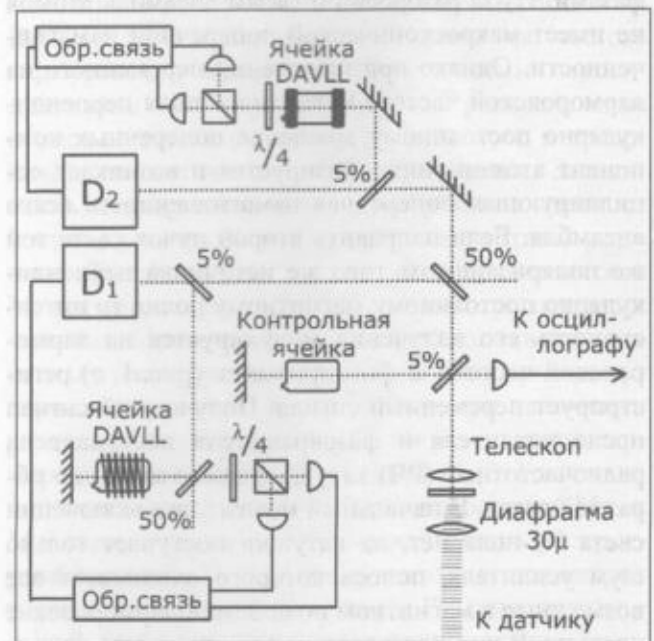 Обр.связь
Ячейка
DAVLL
λ/4
5%
D2
D1
5%
50%
Контрольная
ячейка
5%
К осцил
лографу
Ячейка
DAVLL
λ/4
50%
Телескоп
Диафрагма
30μ
Обр.связь
К датчику